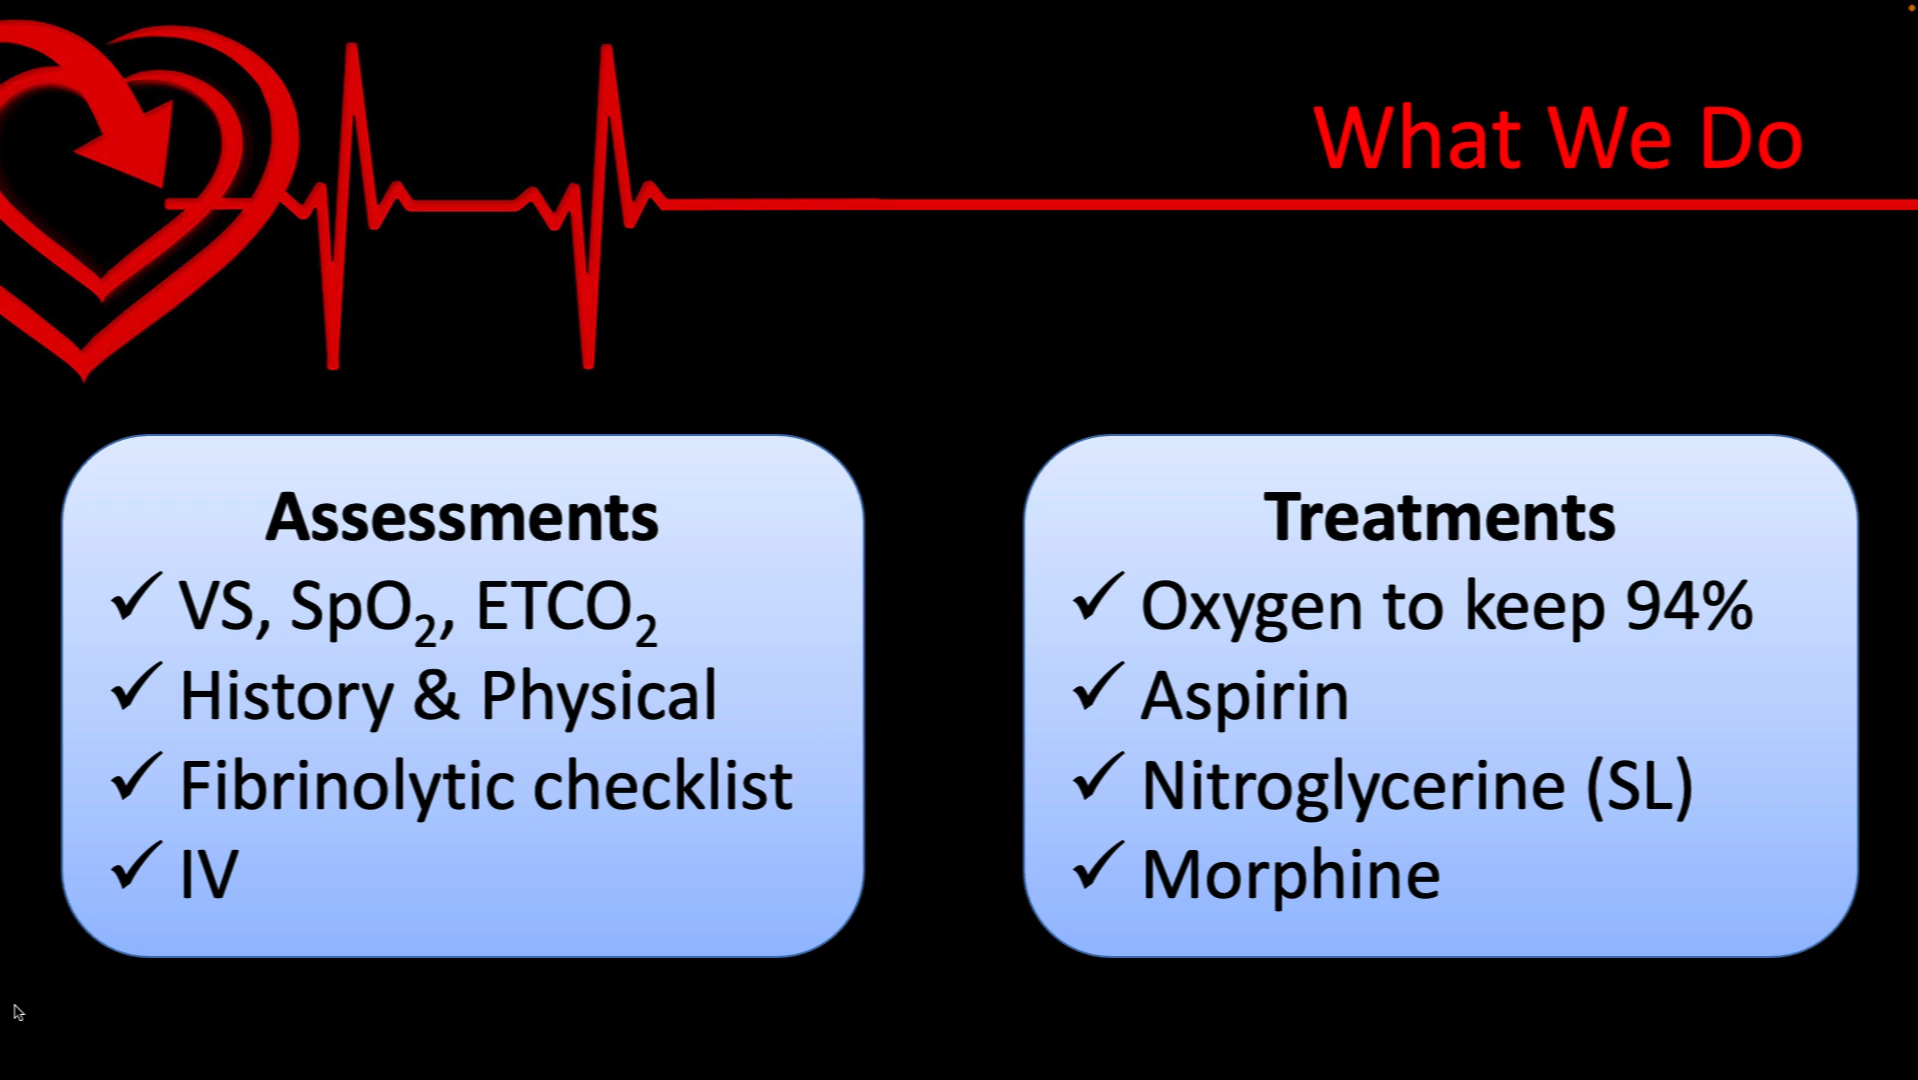 What We Do
Assessments
✓ VS, SpO₂, ETCO₂
✓ History & Physical
✓ Fibrinolytic checklist
✓ IV
Treatments
✓ Oxygen to keep 94%
✓ Aspirin
✓ Nitroglycerine (SL)
✓ Morphine